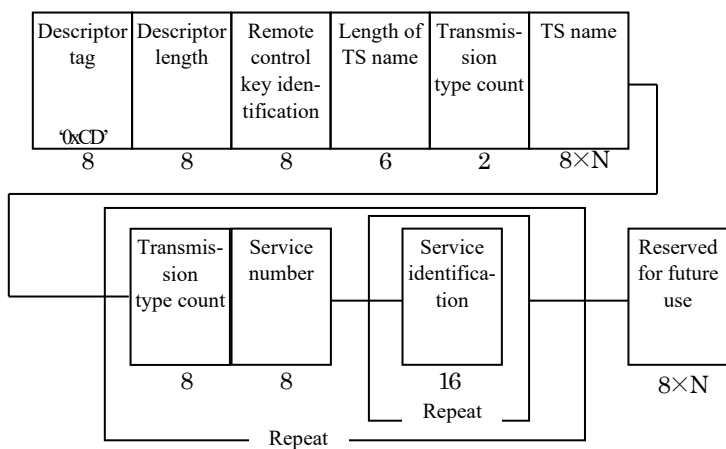 Descriptor
tag
'0xCD'
Descriptor
length
Remote
control
key iden-
tification
Length of
TS name
Transmis-
sion
type count
TS name
8
8
8
6
2
8×N
Transmis-
sion
type count
Service
number
Service
identifica-
tion
Reserved
for future
use
8
8
16
8×N
Repeat
Repeat